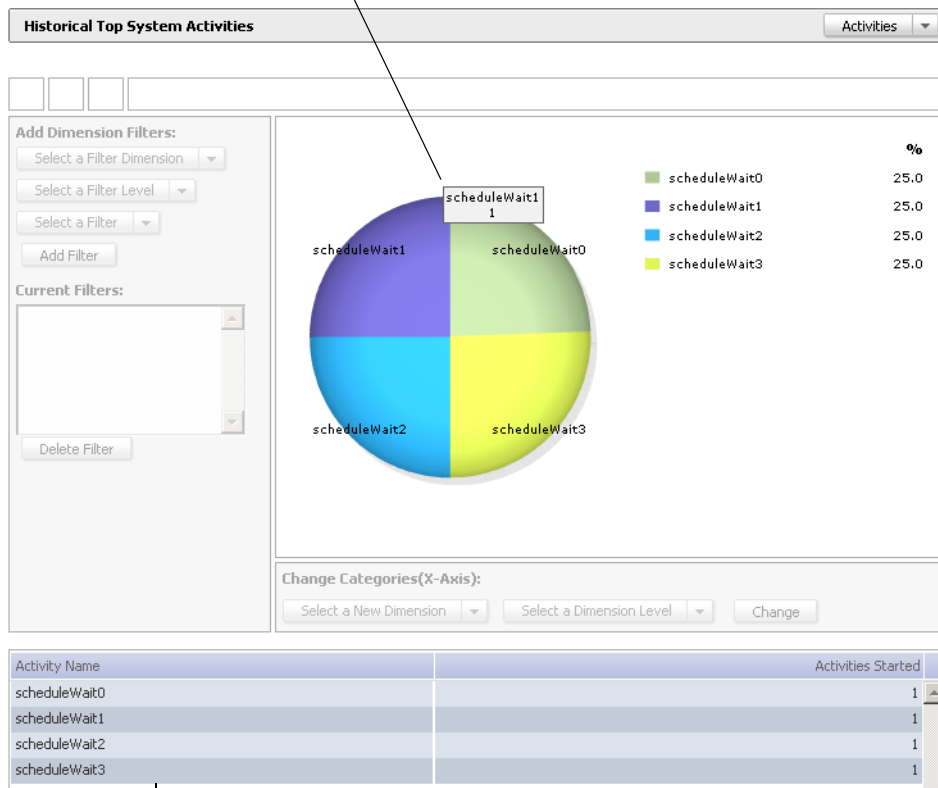 Historical Top System Activities
Activities
Add Dimension Filters:
Select a Filter Dimension
Select a Filter Level
Select a Filter
Add Filter
Current Filters:
Delete Filter
scheduleWait1
1
scheduleWait1
scheduleWait0
scheduleWait2
scheduleWait3
%
scheduleWait0 25.0
scheduleWait1 25.0
scheduleWait2 25.0
scheduleWait3 25.0
Change Categories(X-Axis):
Select a New Dimension
Select a Dimension Level
Change
Activity Name Activities Started
scheduleWait0 1
scheduleWait1 1
scheduleWait2 1
scheduleWait3 1